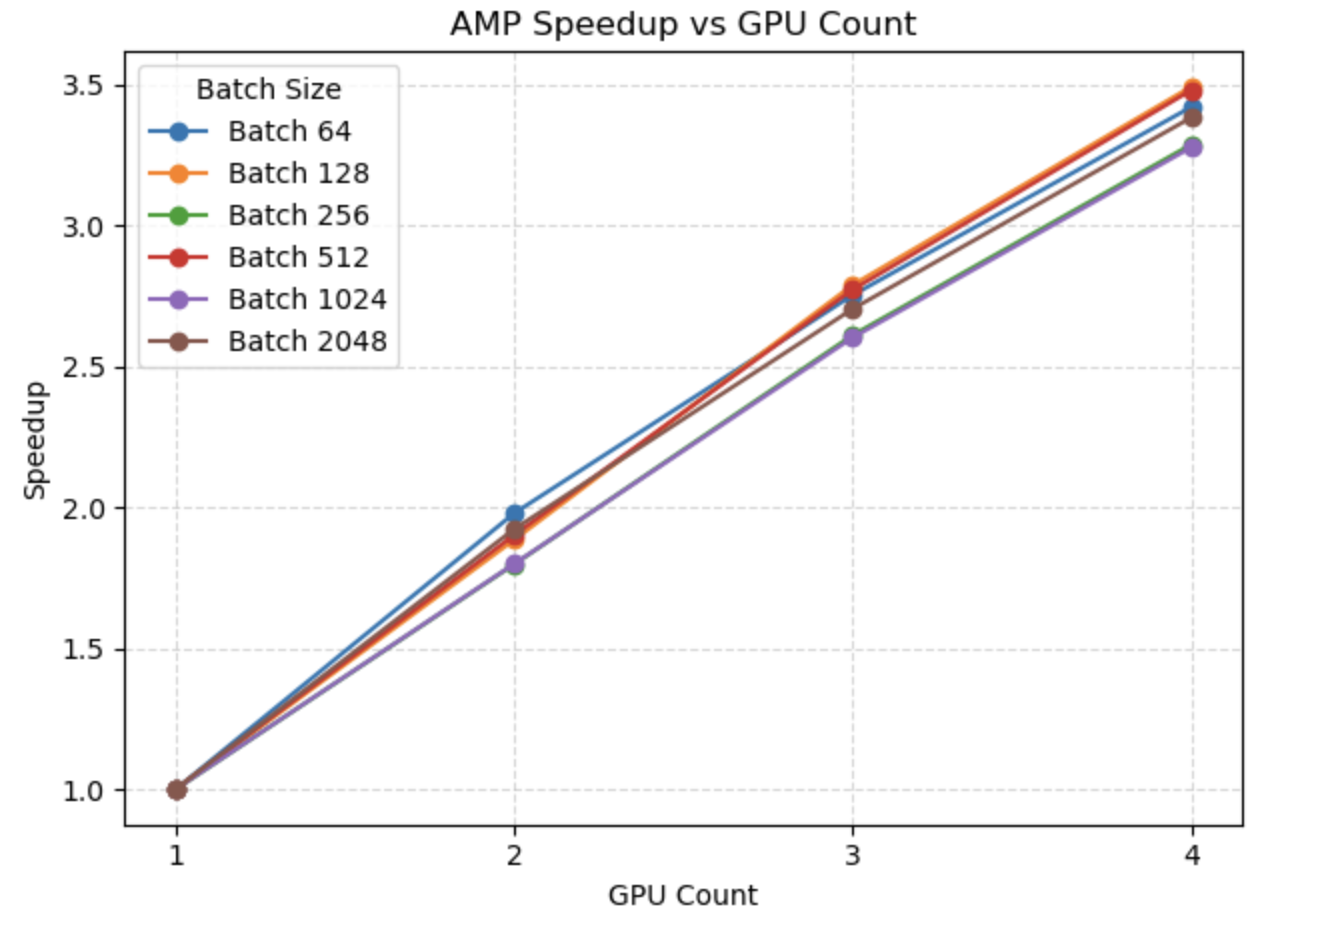 AMP Speedup vs GPU Count
Speedup
3.5
3.0
2.5
2.0
1.5
1.0
Batch Size
Batch 64
Batch 128
Batch 256
Batch 512
Batch 1024
Batch 2048
1 2 3 4
GPU Count